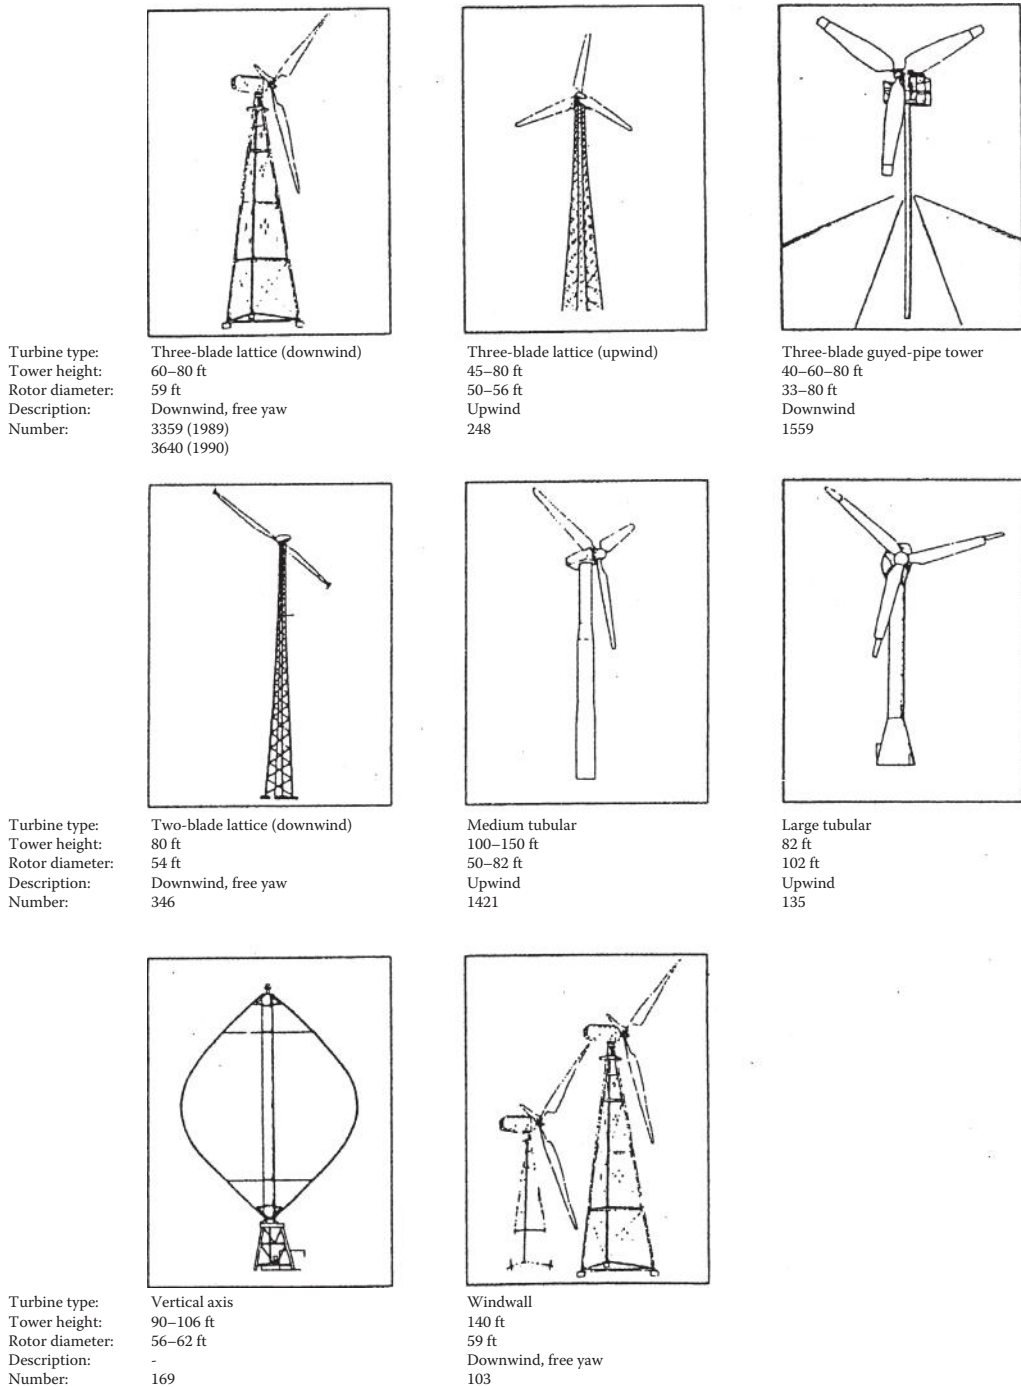 Turbine type: Three-blade lattice (downwind) Three-blade lattice (upwind) Three-blade guyed-pipe tower
Tower height: 60–80 ft 45–80 ft 40–60–80 ft
Rotor diameter: 59 ft 50–56 ft 33–80 ft
Description: Downwind, free yaw Upwind Downwind
Number: 3359 (1989) 248 1559
3640 (1990)
Turbine type: Two-blade lattice (downwind) Medium tubular Large tubular
Tower height: 80 ft 100–150 ft 82 ft
Rotor diameter: 54 ft 50–82 ft 102 ft
Description: Downwind, free yaw Upwind Upwind
Number: 346 1421 135
Turbine type: Vertical axis Windwall
Tower height: 90–106 ft 140 ft
Rotor diameter: 56–62 ft 59 ft
Description: - Downwind, free yaw
Number: 169 103